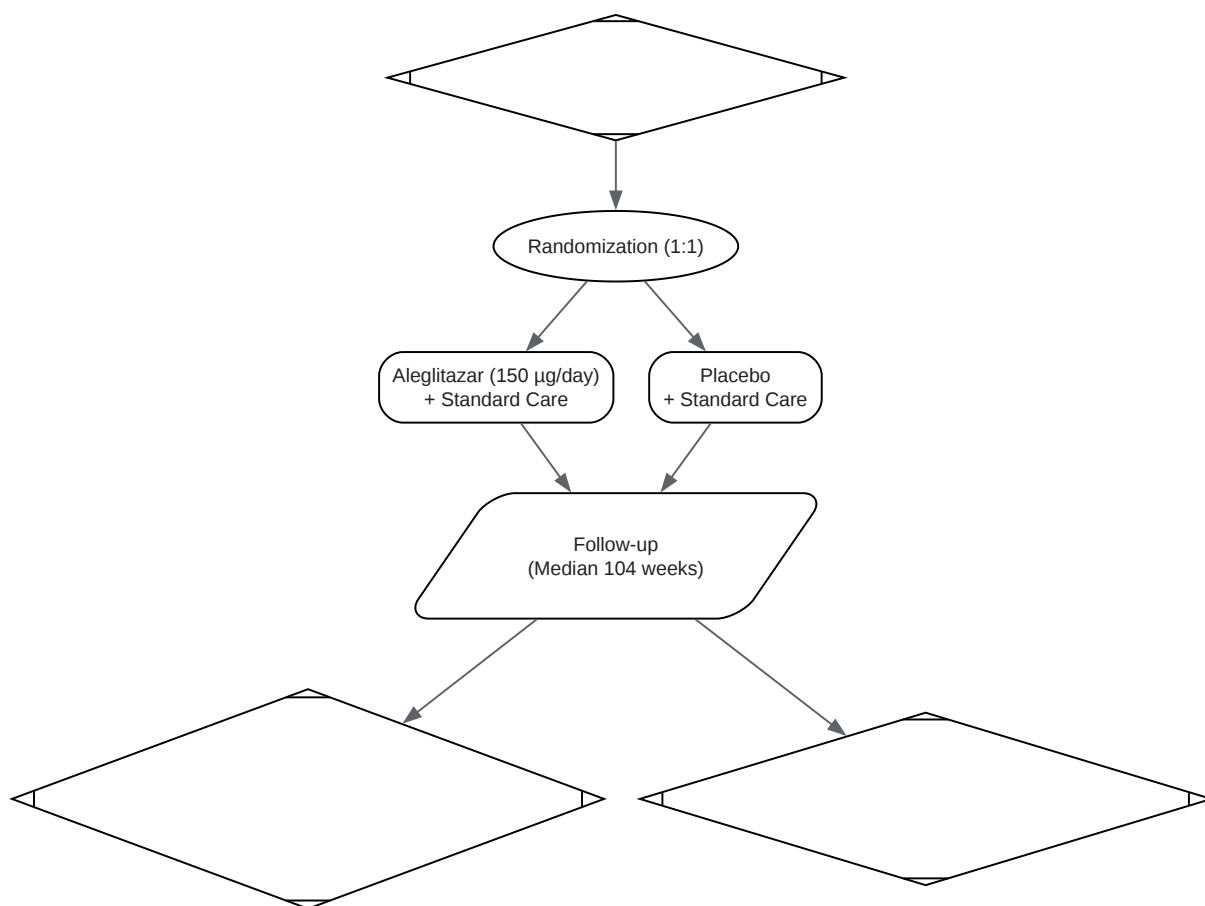 Randomization (1:1)
Aleglitazar (150 µg/day)
+ Standard Care
Placebo
+ Standard Care
Follow-up
(Median 104 weeks)